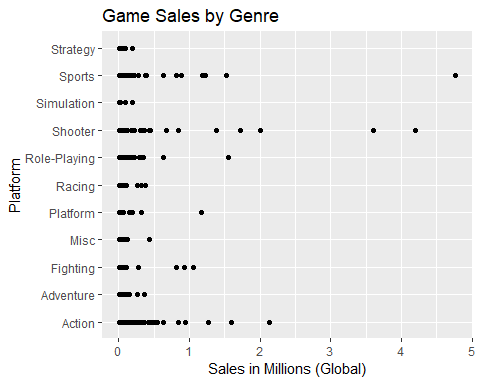 Game Sales by Genre
Platform
Strategy
Sports
Simulation
Shooter
Role-Playing
Racing
Platform
Misc
Fighting
Adventure
Action
0 1 2 3 4 5
Sales in Millions (Global)